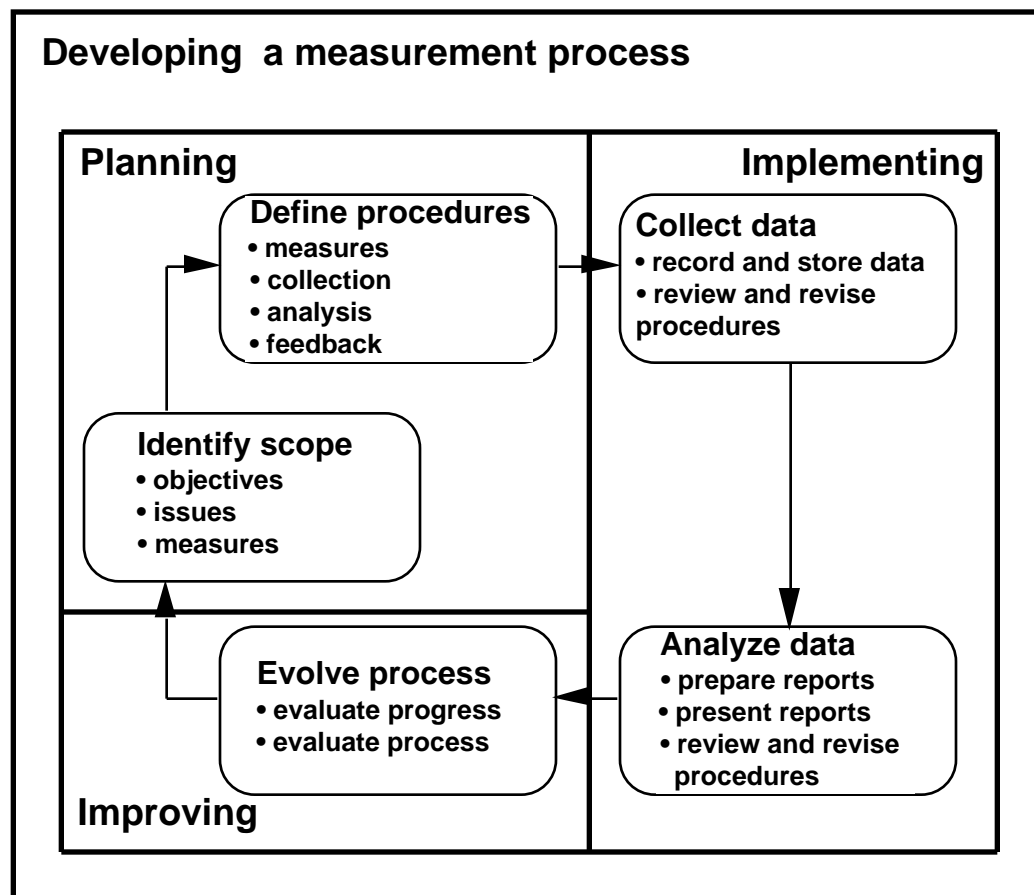 Developing a measurement process
Planning
Define procedures
• measures
• collection
• analysis
• feedback
Identify scope
• objectives
• issues
• measures
Implementing
Collect data
• record and store data
• review and revise
procedures
Analyze data
• prepare reports
• present reports
• review and revise
procedures
Evolve process
• evaluate progress
• evaluate process
Improving